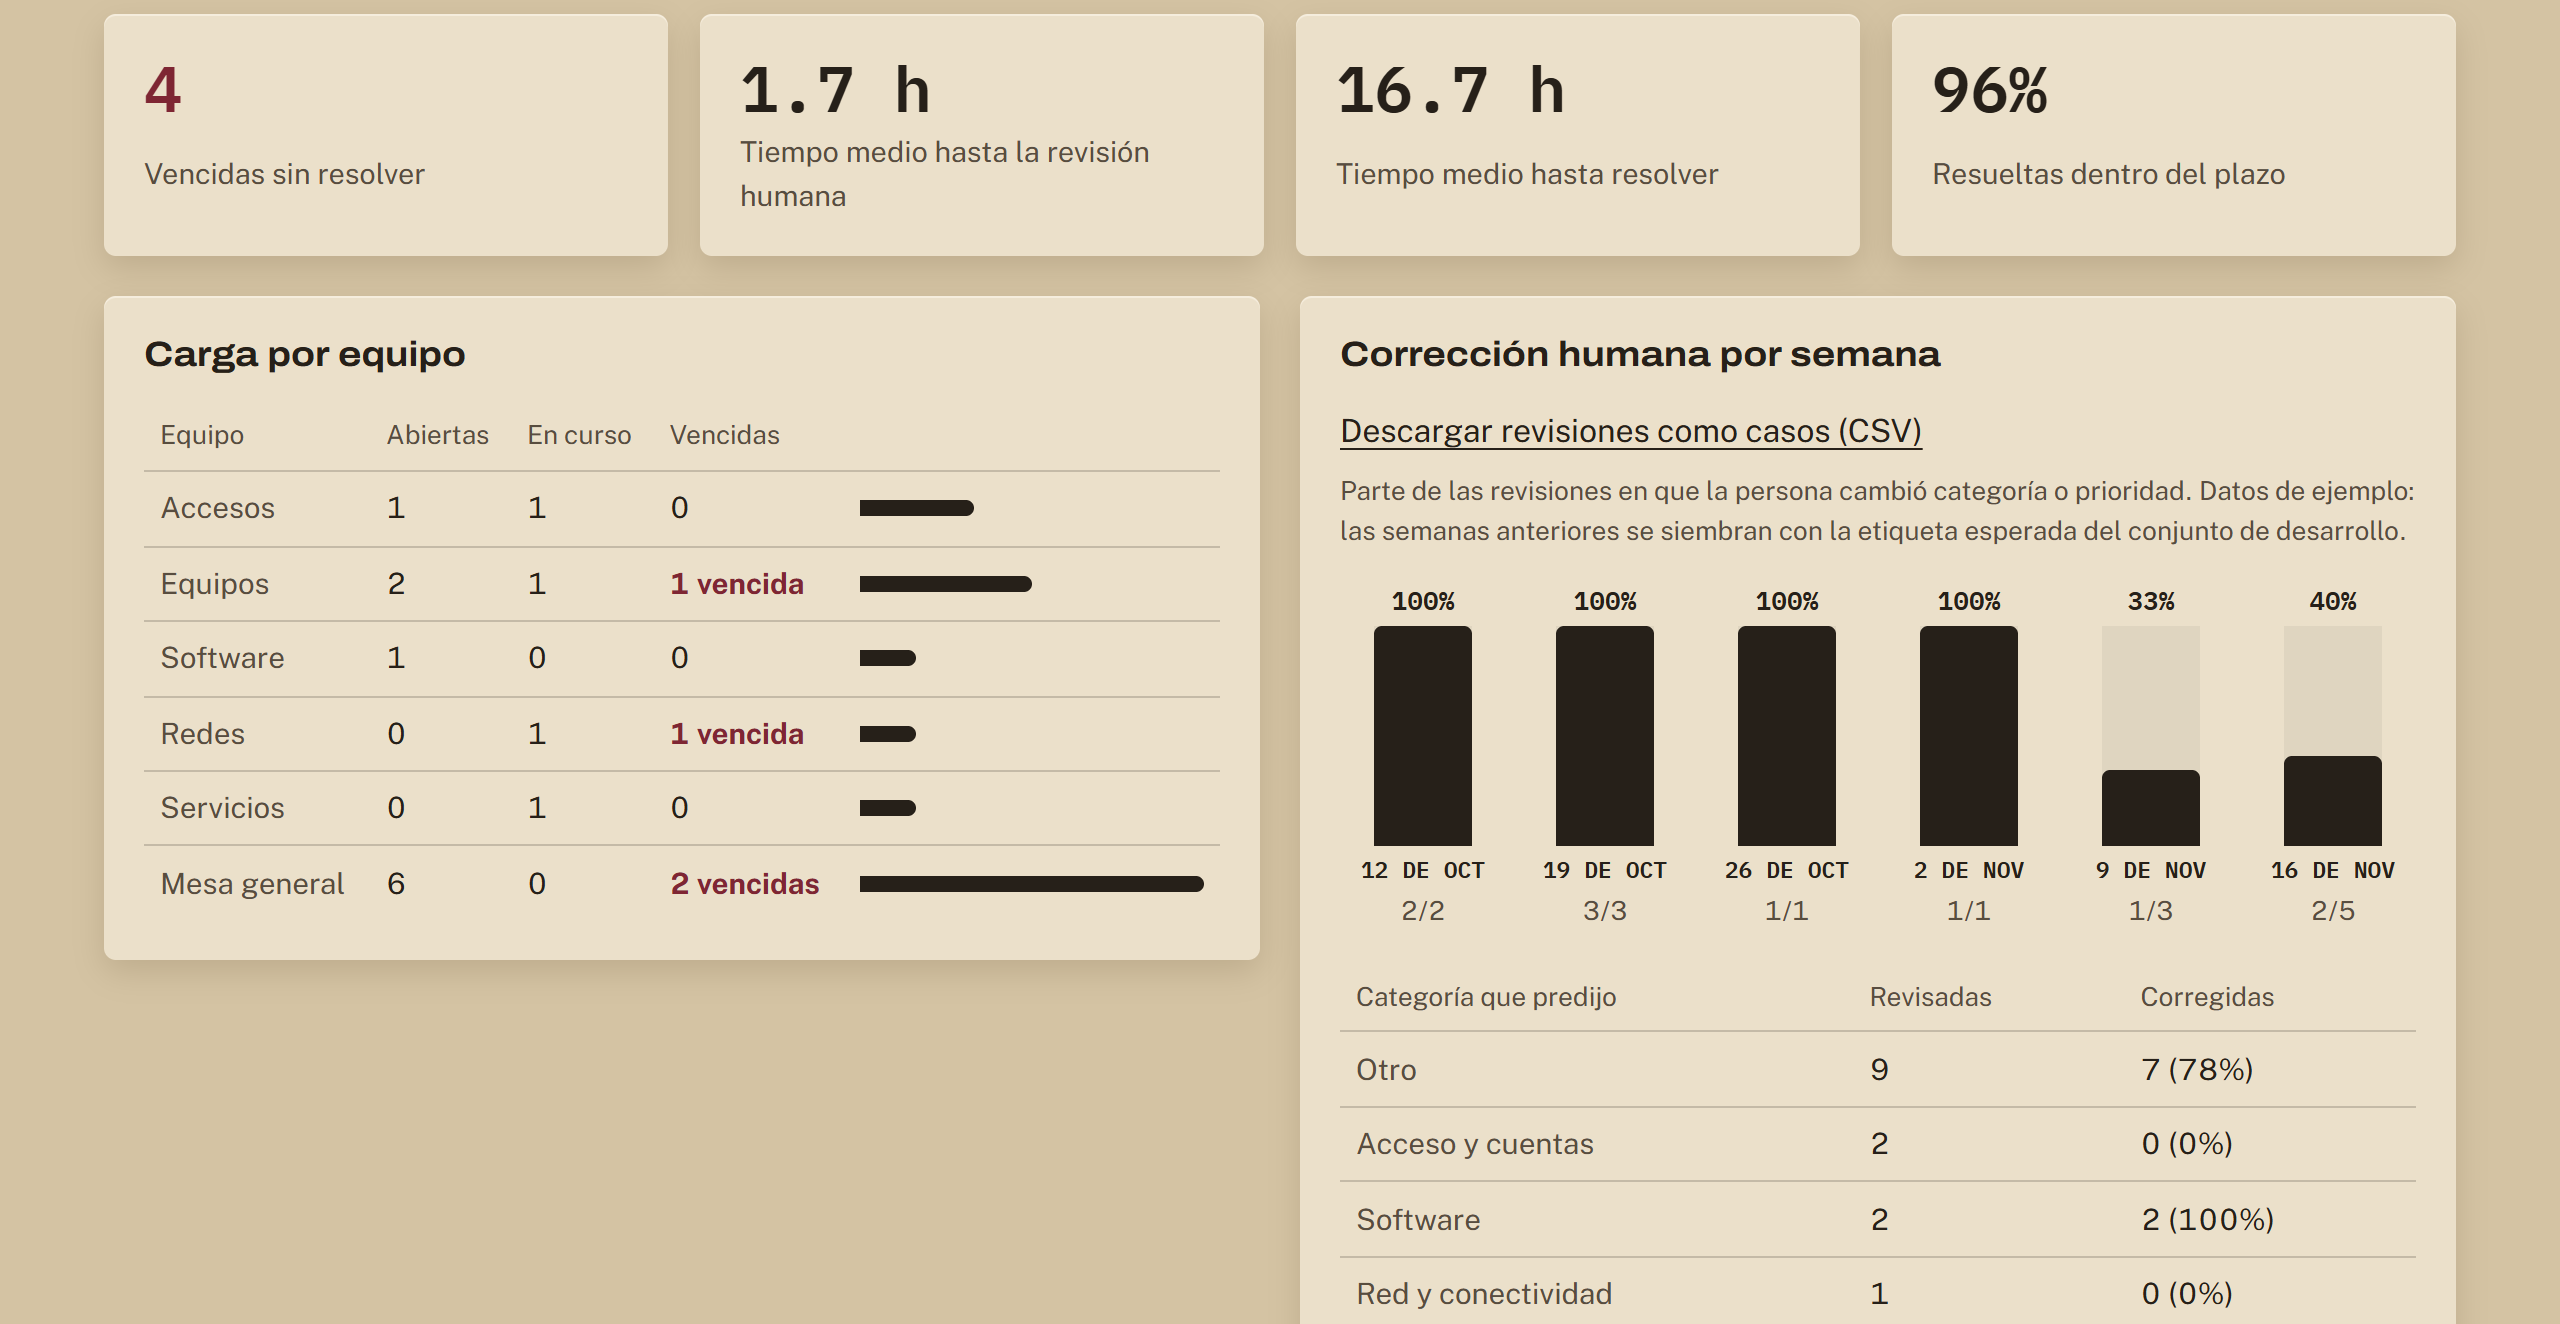 4
Vencidas sin resolver
1.7 h
Tiempo medio hasta la revisión
humana
16.7 h
Tiempo medio hasta resolver
96%
Resueltas dentro del plazo
Carga por equipo
Equipo Abiertas En curso Vencidas
Accesos 1 1 0
Equipos 2 1 1 vencida
Software 1 0 0
Redes 0 1 1 vencida
Servicios 0 1 0
Mesa general 6 0 2 vencidas
Corrección humana por semana
Descargar revisiones como casos (CSV)
Parte de las revisiones en que la persona cambió categoría o prioridad. Datos de ejemplo:
las semanas anteriores se siembran con la etiqueta esperada del conjunto de desarrollo.
100% 100% 100% 100% 33% 40%
12 DE OCT 19 DE OCT 26 DE OCT 2 DE NOV 9 DE NOV 16 DE NOV
2/2 3/3 1/1 1/1 1/3 2/5
Categoría que predijo Revisadas Corregidas
Otro 9 7 (78%)
Acceso y cuentas 2 0 (0%)
Software 2 2 (100%)
Red y conectividad 1 0 (0%)